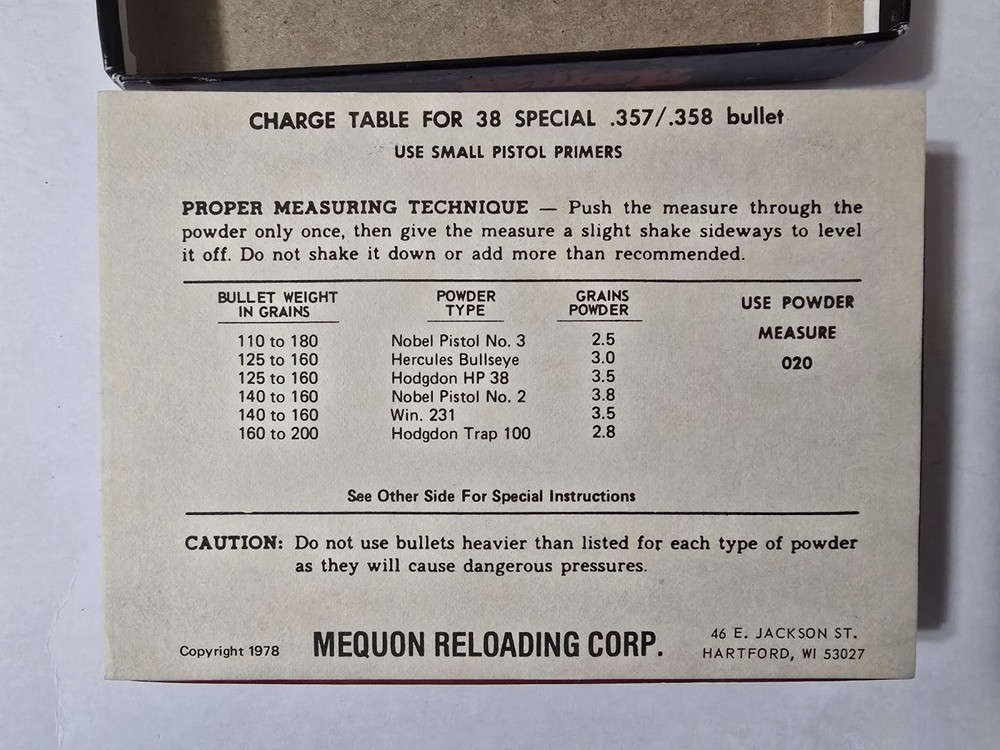 CHARGE TABLE FOR 38 SPECIAL .357/.358 bullet
USE SMALL PISTOL PRIMERS
PROPER MEASURING TECHNIQUE — Push the measure through the
powder only once, then give the measure a slight shake sideways to level
it off. Do not shake it down or add more than recommended.
BULLET WEIGHT IN GRAINS POWDER TYPE GRAINS POWDER
110 to 180 Nobel Pistol No. 3 2.5
125 to 160 Hercules Bullseye 3.0
125 to 160 Hodgdon HP 38 3.5
140 to 160 Nobel Pistol No. 2 3.8
140 to 160 Win. 231 3.5
160 to 200 Hodgdon Trap 100 2.8
USE POWDER
MEASURE
020
See Other Side For Special Instructions
CAUTION: Do not use bullets heavier than listed for each type of powder
as they will cause dangerous pressures.
Copyright 1978 MEQUON RELOADING CORP.
46 E. JACKSON ST.
HARTFORD, WI 53027